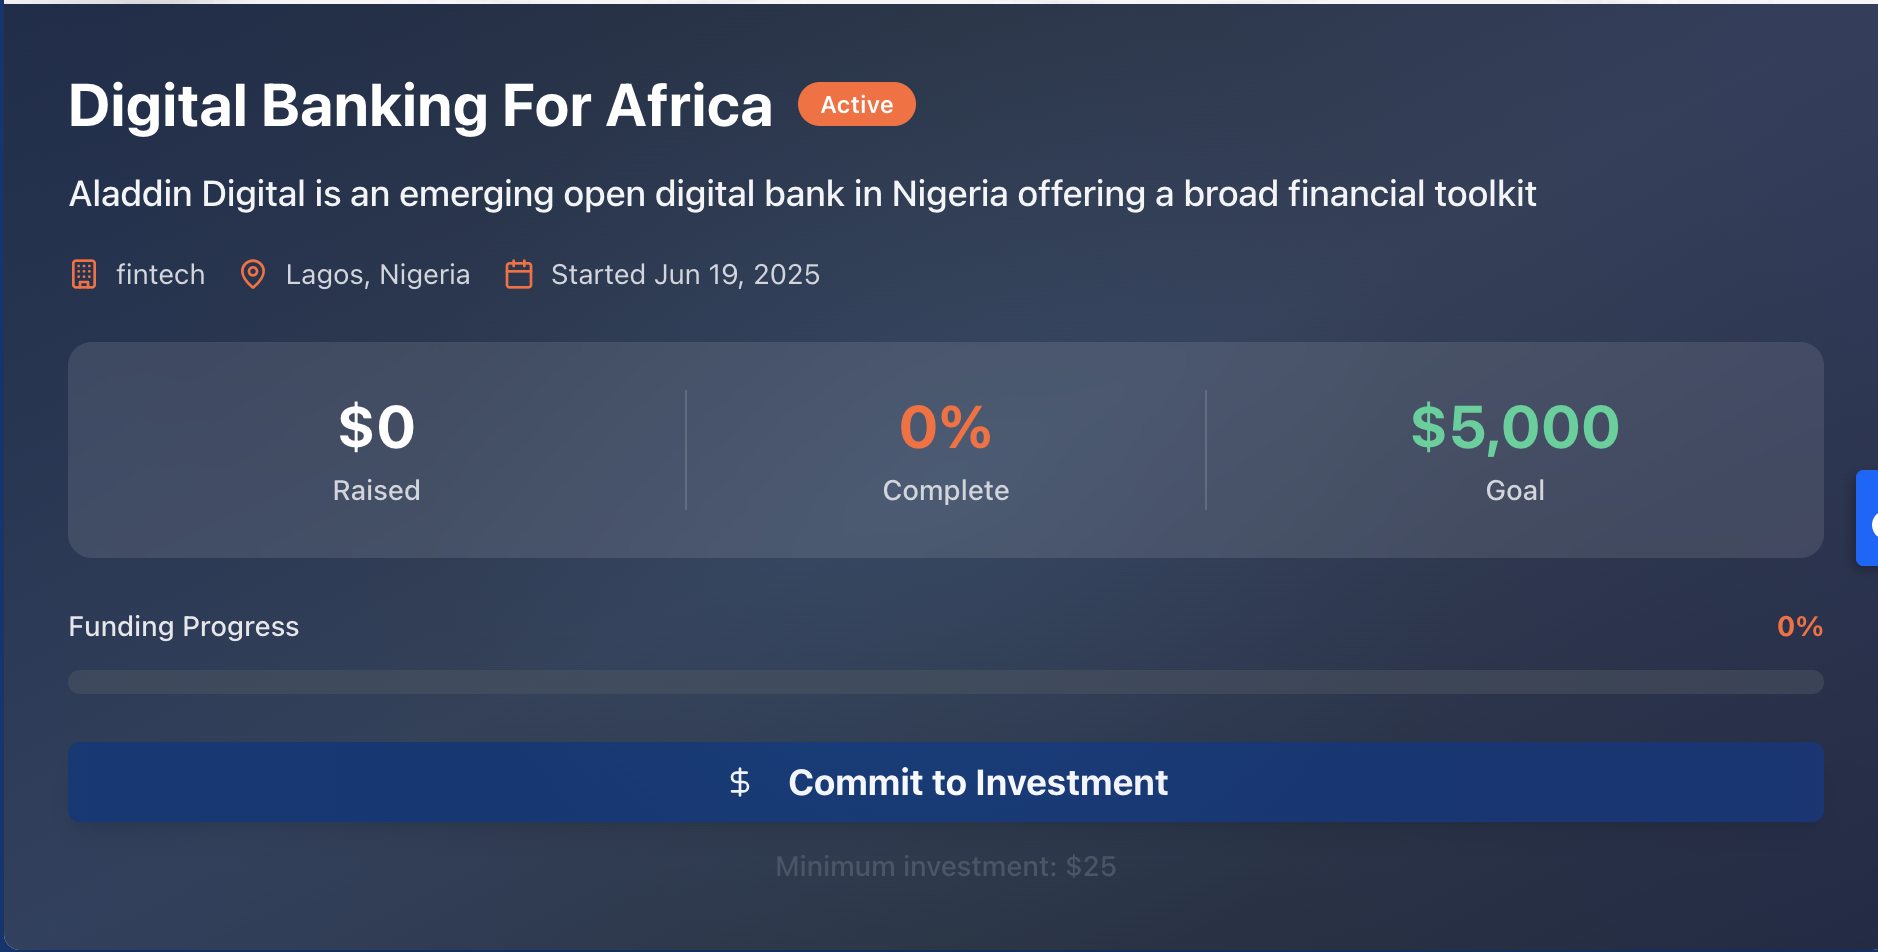 Digital Banking For Africa Active
Aladdin Digital is an emerging open digital bank in Nigeria offering a broad financial toolkit
fintech Lagos, Nigeria Started Jun 19, 2025
$0 0% $5,000
Raised Complete Goal
Funding Progress 0%
$ Commit to Investment
Minimum investment: $25